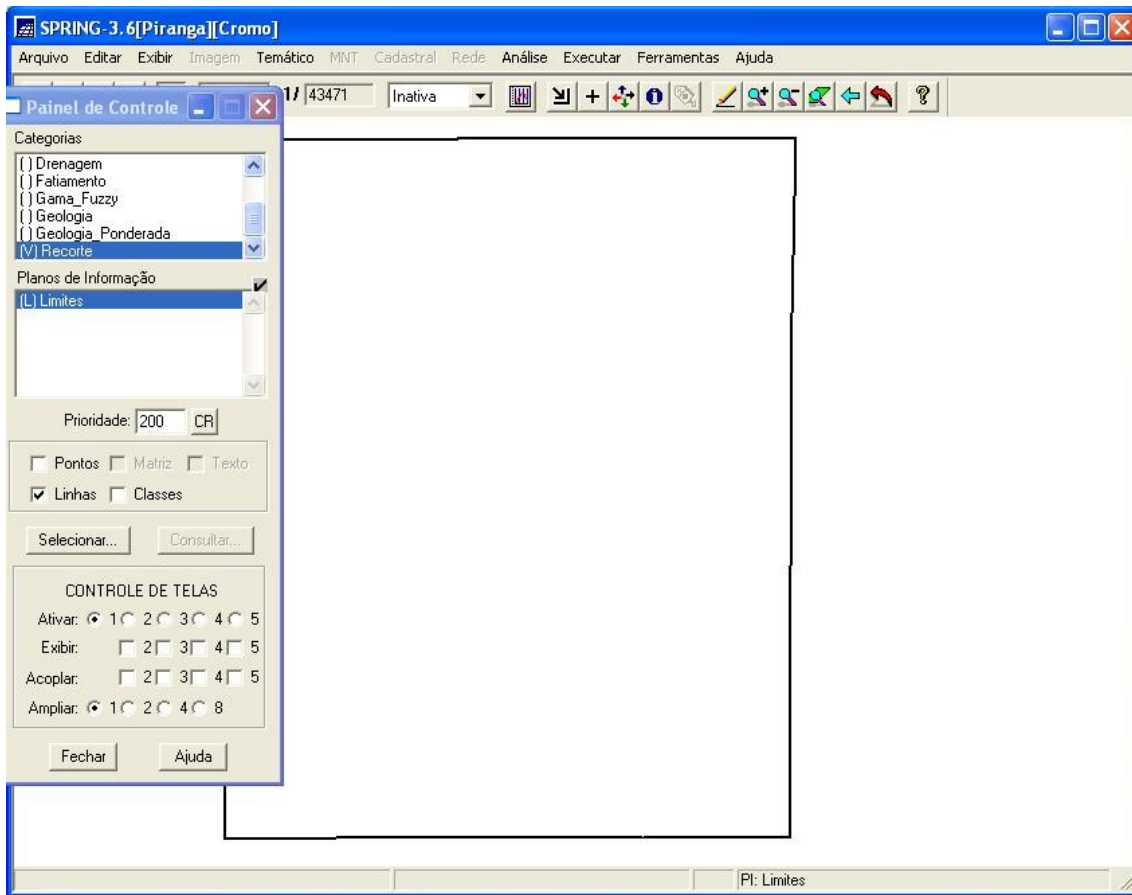 SPRING-3.6[Piranga][Cromo]
Arquivo Editar Exibir Imagem Temático MNT Cadastral Rede Análise Executar Ferramentas Ajuda
1/ 43471 Inativa
Painel de Controle
Categorias
( ) Drenagem
( ) Fatiamento
( ) Gama_Fuzzy
( ) Geologia
( ) Geologia_Ponderada
(V) Recorte
Planos de Informação
(L) Limites
Prioridade: 200 CR
Pontos Matriz Texto
Linhas Classes
Selecionar... Consultar...
CONTROLE DE TELAS
Ativar: 1 2 3 4 5
Exibir: 2 3 4 5
Acoplar: 2 3 4 5
Ampliar: 1 2 4 8
Fechar Ajuda
PI: Limites